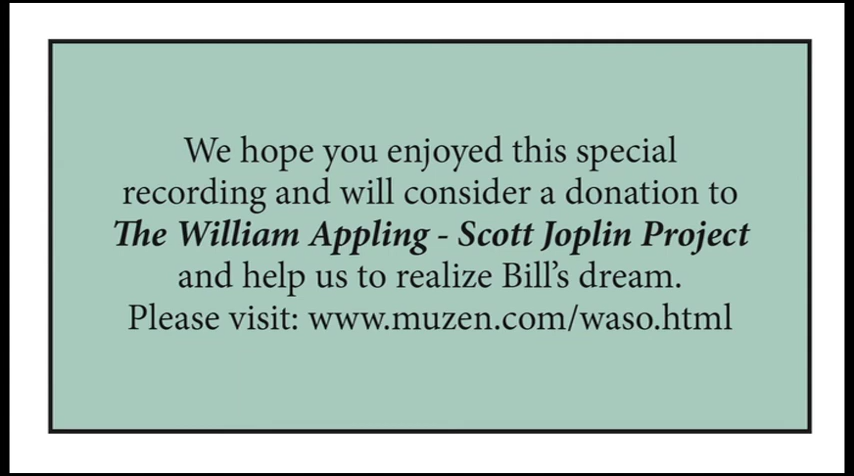 We hope you enjoyed this special
recording and will consider a donation to
The William Appling - Scott Joplin Project
and help us to realize Bill’s dream.
Please visit: www.muzen.com/waso.html